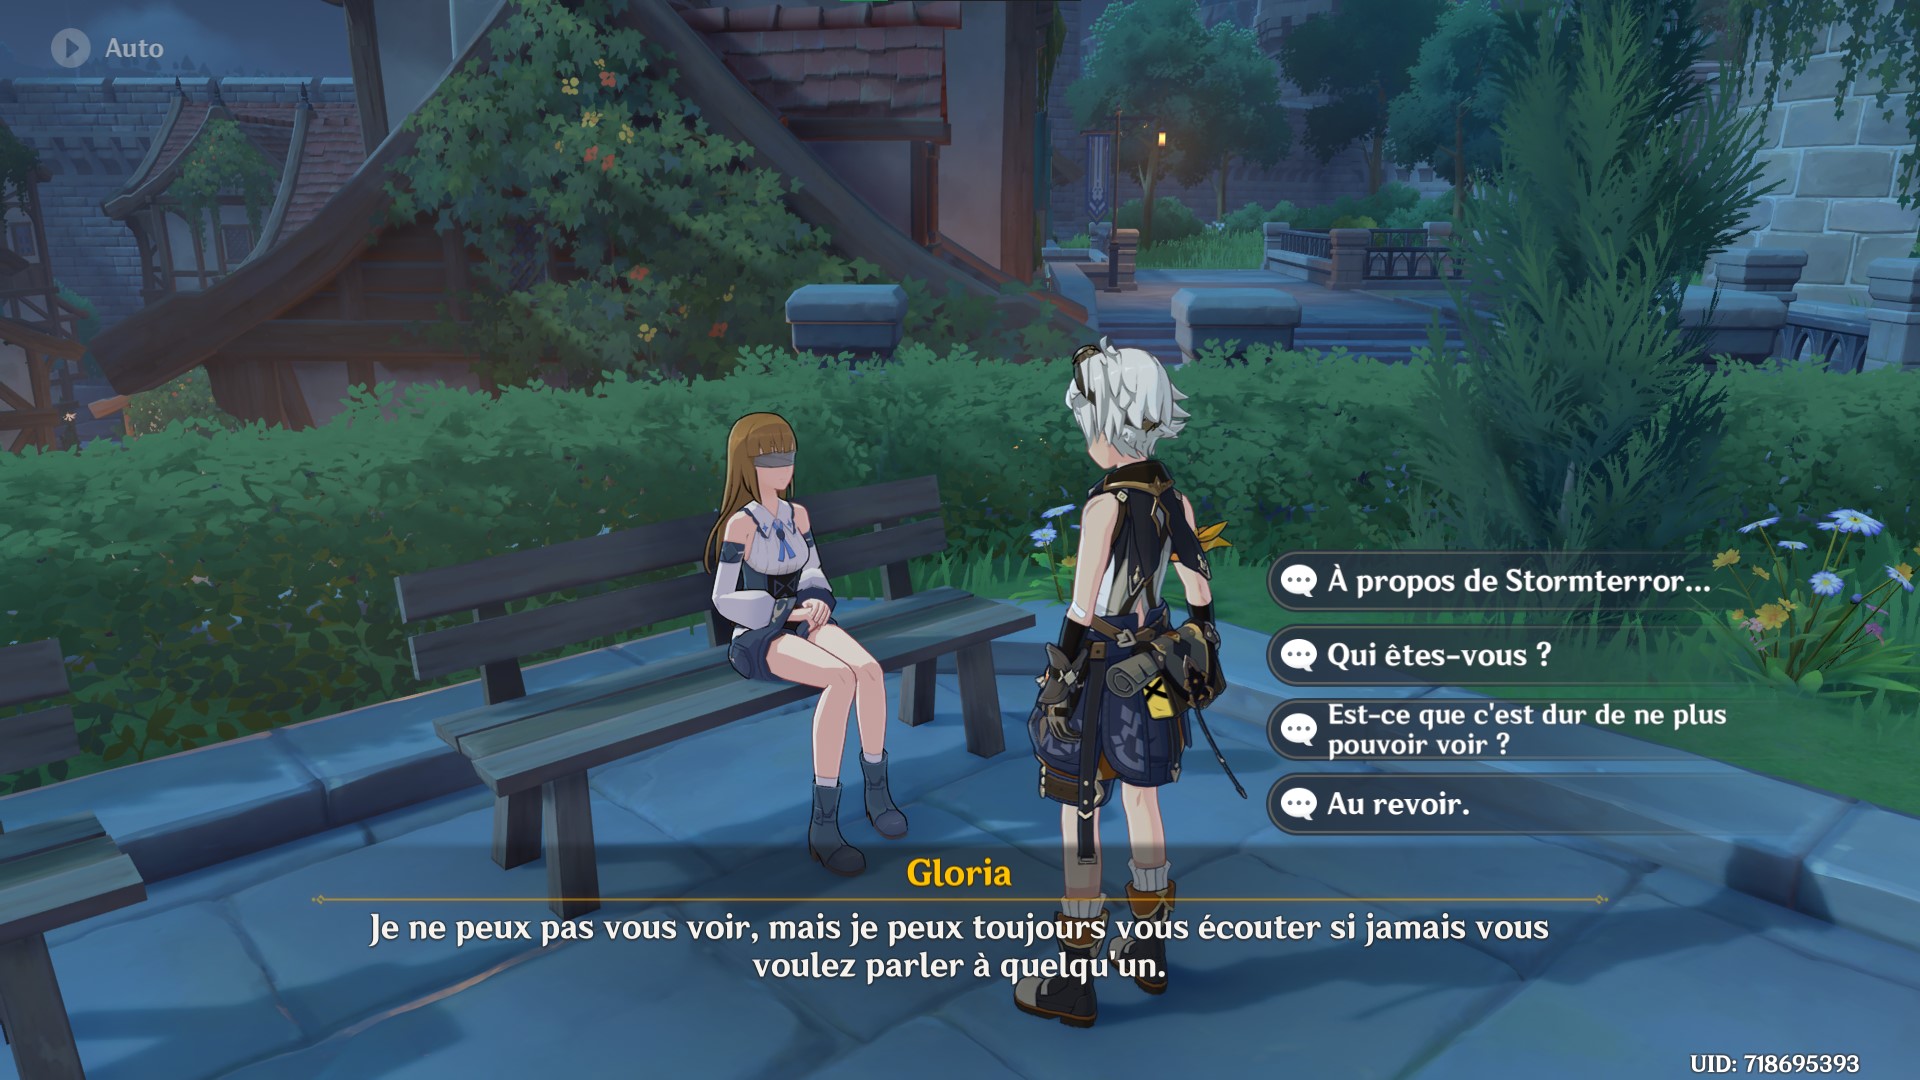 Auto
À propos de Stormterror...
Qui êtes-vous ?
Est-ce que c'est dur de ne plus
pouvoir voir ?
Au revoir.
Gloria
Je ne peux pas vous voir, mais je peux toujours vous écouter si jamais vous
voulez parler à quelqu'un.
UID: 718695393